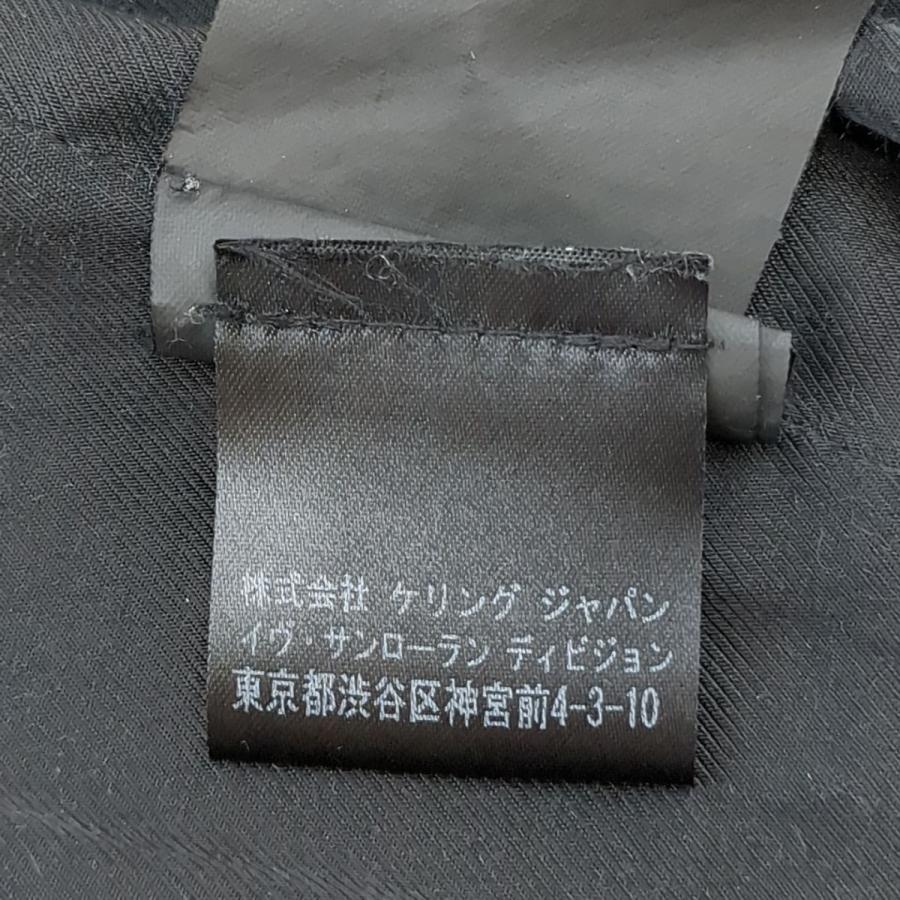 株式会社 ケリング ジャパン
イヴ・サンローラン ディビジョン
東京都渋谷区神宮前4-3-10